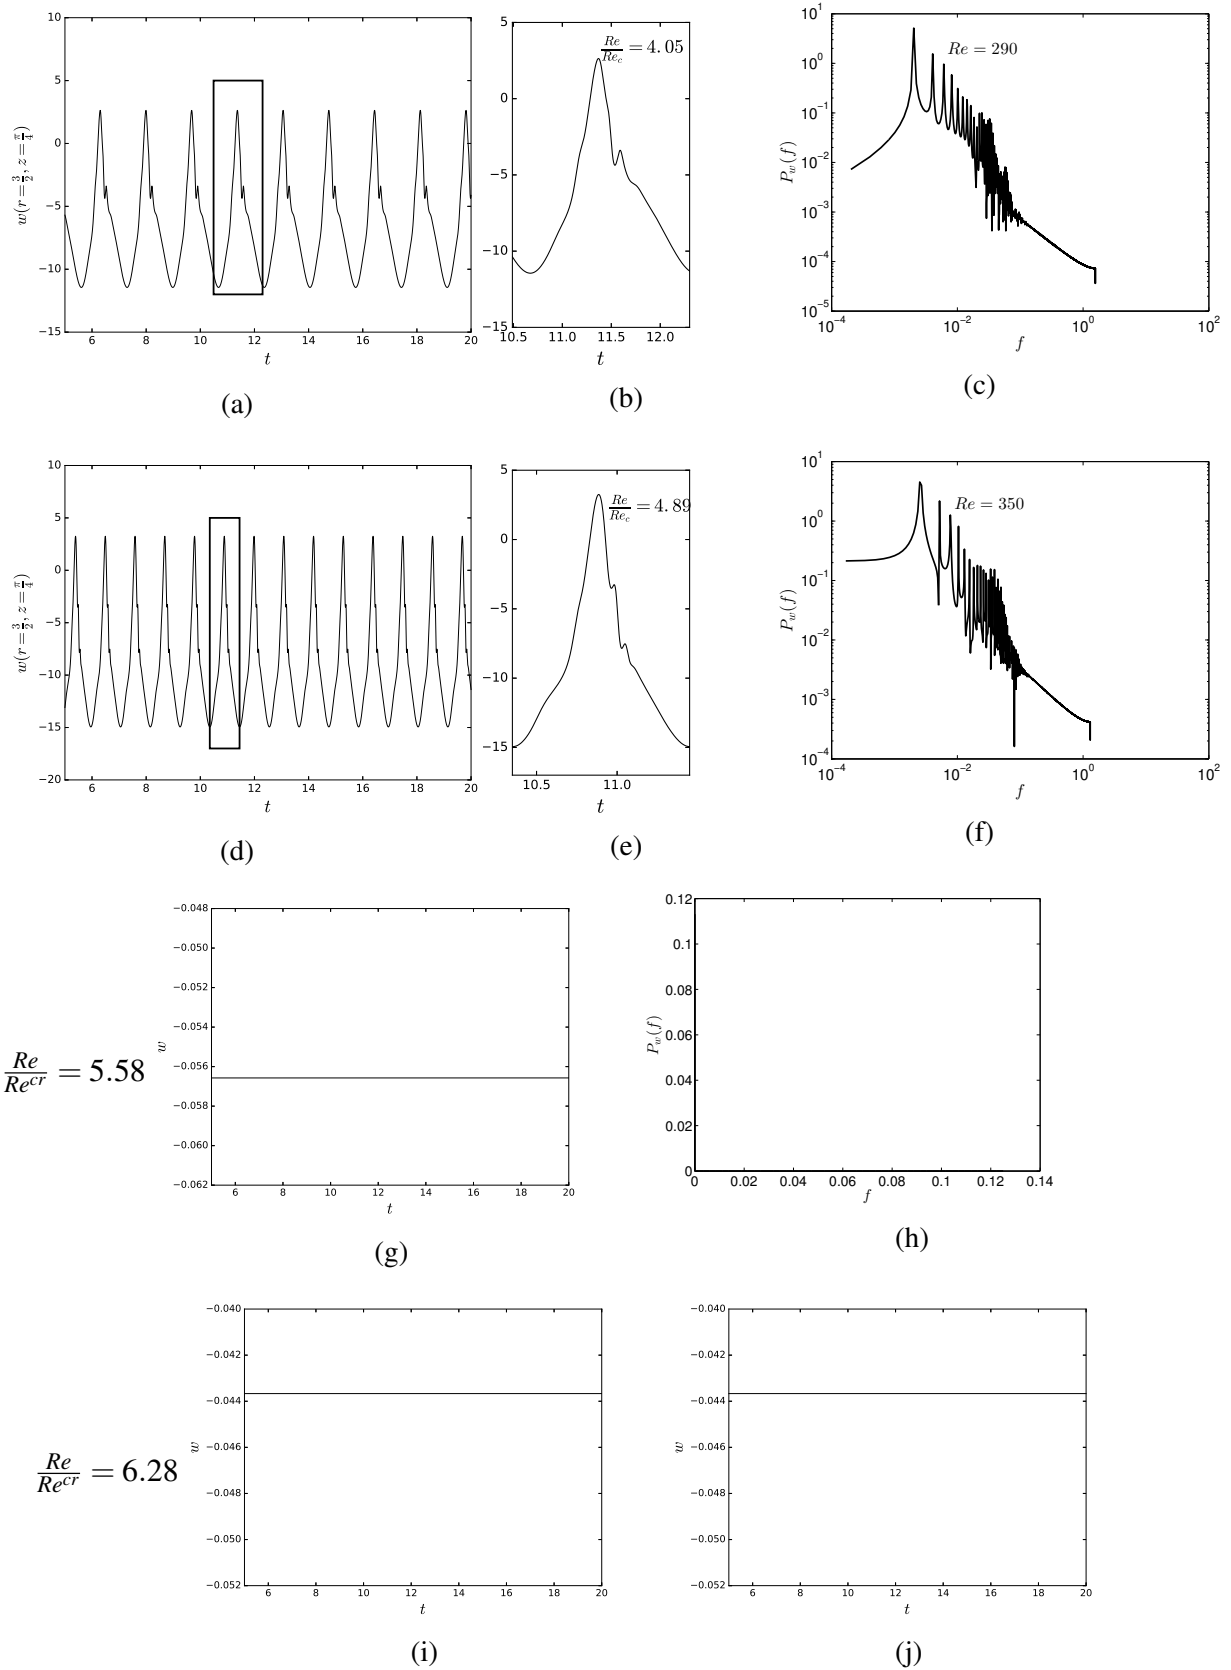 10
5
0
−5
−10
−15
6 8 10 12 14 16 18 20
t
w(r = 3/2, z = π/4)
(a)
5
0
−5
−10
−15
10.5 11.0 11.5 12.0
t
Re/Re_c = 4.05
(b)
10^1
10^0
10^−1
10^−2
10^−3
10^−4
10^−5
10^−4 10^−2 10^0 10^2
f
P_w(f)
Re = 290
(c)
10
5
0
−5
−10
−15
−20
6 8 10 12 14 16 18 20
t
w(r = 3/2, z = π/4)
(d)
5
0
−5
−10
−15
10.5 11.0
t
Re/Re_c = 4.89
(e)
10^1
10^0
10^−1
10^−2
10^−3
10^−4
10^−4 10^−2 10^0 10^2
f
P_w(f)
Re = 350
(f)
Re/Re^cr = 5.58
−0.048
−0.050
−0.052
−0.054
−0.056
−0.058
−0.060
−0.062
6 8 10 12 14 16 18 20
t
w
(g)
0.12
0.1
0.08
0.06
0.04
0.02
0
0 0.02 0.04 0.06 0.08 0.1 0.12 0.14
f
P_w(f)
(h)
Re/Re^cr = 6.28
−0.040
−0.042
−0.044
−0.046
−0.048
−0.050
−0.052
6 8 10 12 14 16 18 20
t
w
(i)
−0.040
−0.042
−0.044
−0.046
−0.048
−0.050
−0.052
6 8 10 12 14 16 18 20
t
w
(j)